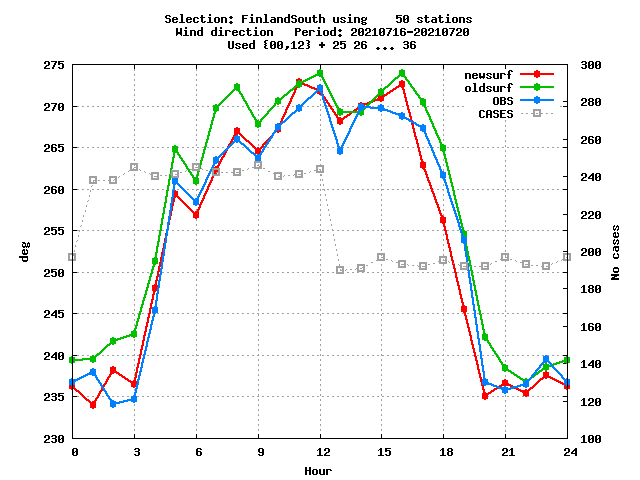 Selection: FinlandSouth using    50 stations
Wind direction   Period: 20210716-20210720
Used {00,12} + 25 26 ... 36
275 300
newsurf
oldsurf
OBS
CASES
270 280
265 260
260 240
255 220
deg
No cases
250 200
245 180
240 160
235 140
230 120
100
0 3 6 9 12 15 18 21 24
Hour